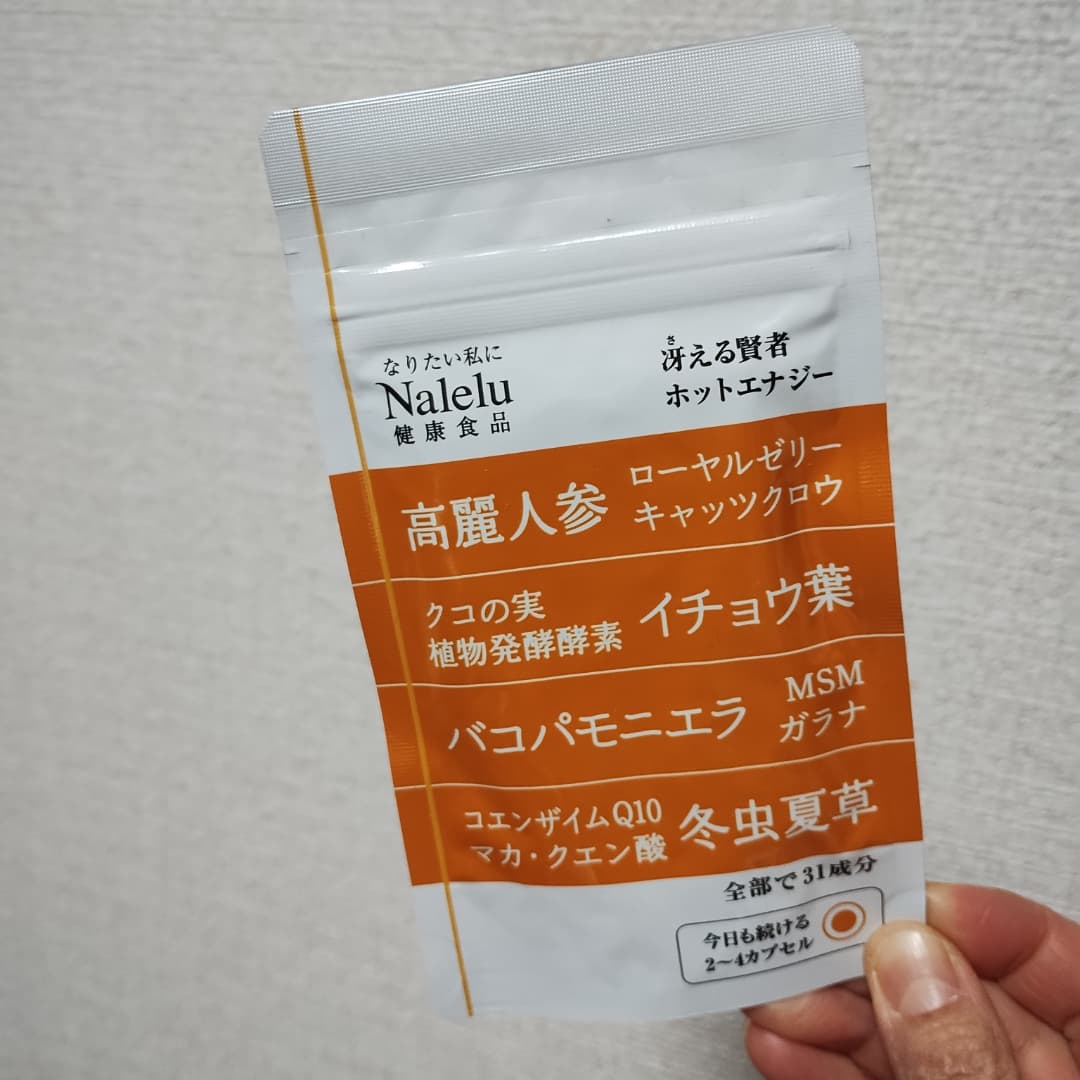 なりたい私に
Nalelu
健康食品
冴える賢者
さ
ホットエナジー
高麗人参
ローヤルゼリー
キャッツクロウ
クコの実
植物発酵酵素
イチョウ葉
バコパモニエラ
MSM
ガラナ
コエンザイムQ10
マカ・クエン酸
冬虫夏草
全部で31成分
今日も続ける
2〜4カプセル